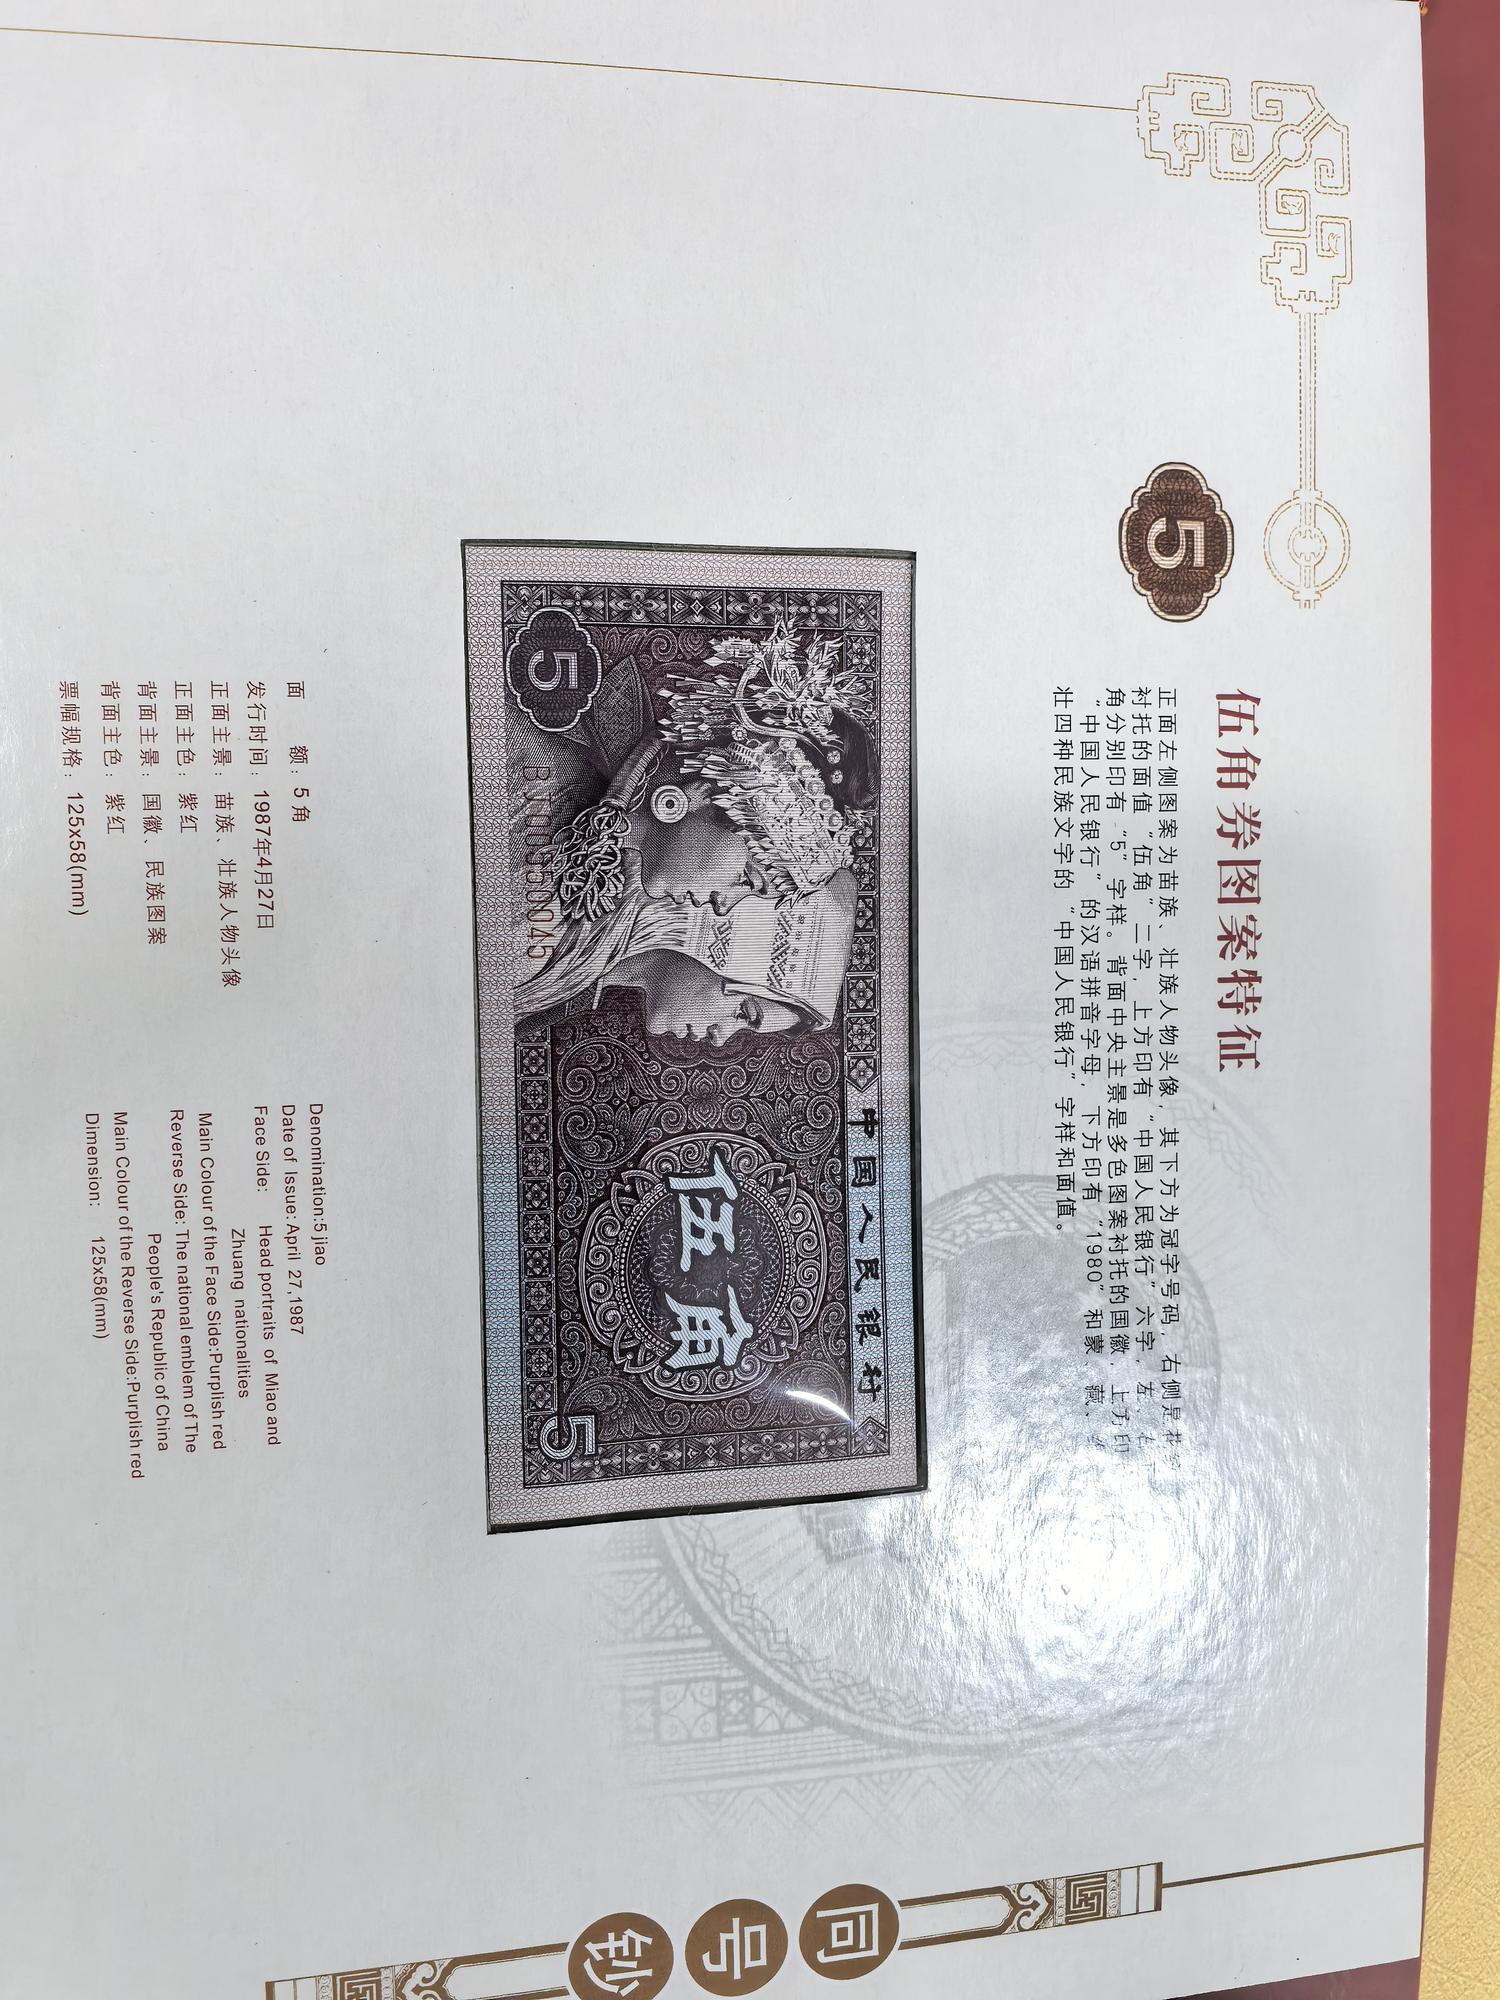 5
伍角券图案特征
正面左侧图案为苗族、壮族人物头像，其下方为冠字号码，右侧是花纹
衬托的面值“伍角”二字，上方印有“中国人民银行”六字，左、右下
角分别印有“5”字样。背面中央主景是多色图案衬托的国徽，上方印
“中国人民银行”的汉语拼音字母，下方印有“1980”和蒙、藏、维、
壮四种民族文字的“中国人民银行”字样和面值。
中国人民银行
伍角
5
BJ00550045
5
面 额：5角
发行时间：1987年4月27日
正面主景：苗族、壮族人物头像
正面主色：紫红
背面主景：国徽、民族图案
背面主色：紫红
票幅规格：125x58(mm)
Denomination:5jiao
Date of Issue:April 27,1987
Face Side: Head portraits of Miao and
Zhuang nationalities
Main Colour of the Face Side:Purplish red
Reverse Side: The national emblem of The
People's Republic of China
Main Colour of the Reverse Side:Purplish red
Dimension: 125x58(mm)
同号钞